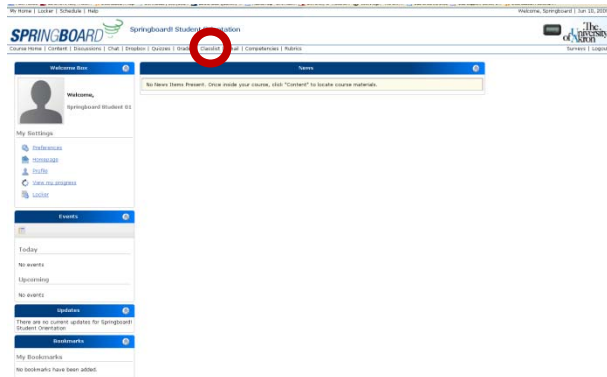 My Home | Locker | Schedule | Help
Welcome, Springboard | Jun 15, 200
SPRINGBOARD
Springboard! Student Orientation
The University of Akron
Course Home | Content | Discussions | Chat | Dropbox | Quizzes | Grades Classlist | Competencies | Rubrics
Surveys | Logout
Welcome Box
Welcome,
Springboard Student 01
My Settings
Preferences
Homepage
Profile
View my progress
Locker
News
No News Items Present. Once inside your course, click "Content" to locate course materials.
Events
Today
No events
Upcoming
No events
Updates
There are no current updates for Springboard!
Student Orientation
Bookmarks
My Bookmarks
No bookmarks have been added.